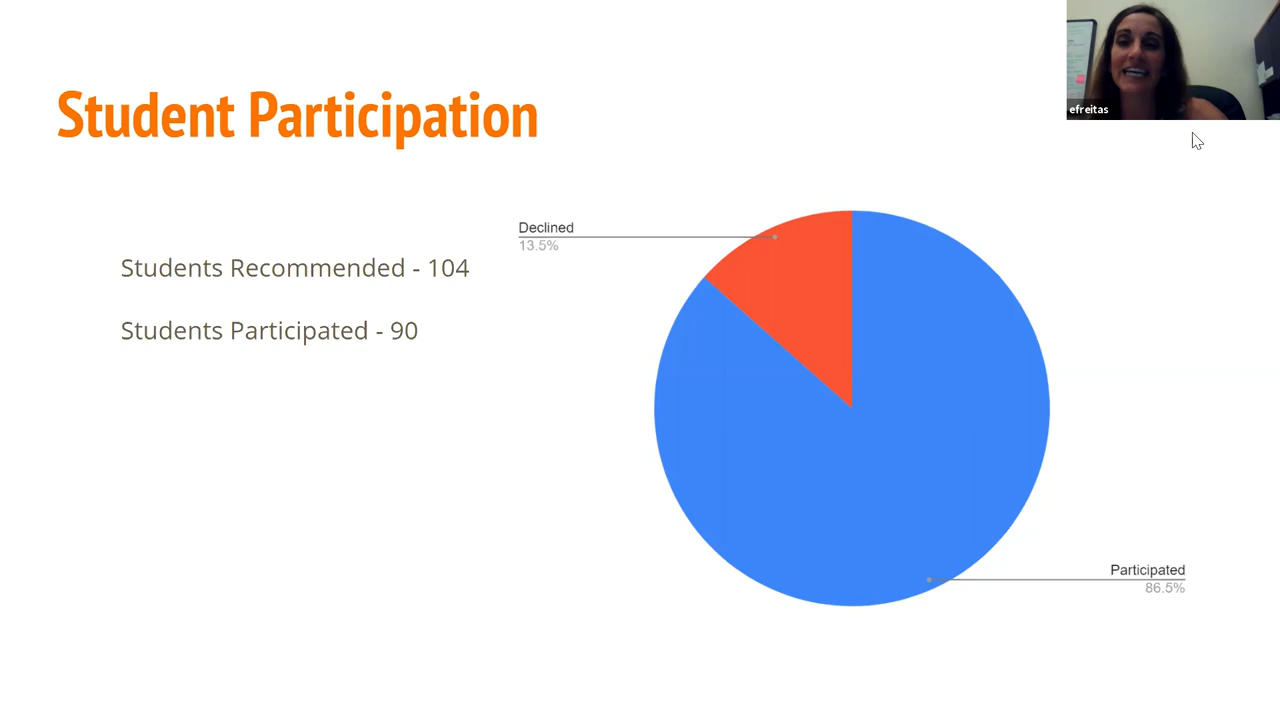 Student Participation
efreitas
Declined
13.5%
Students Recommended - 104
Students Participated - 90
Participated
86.5%